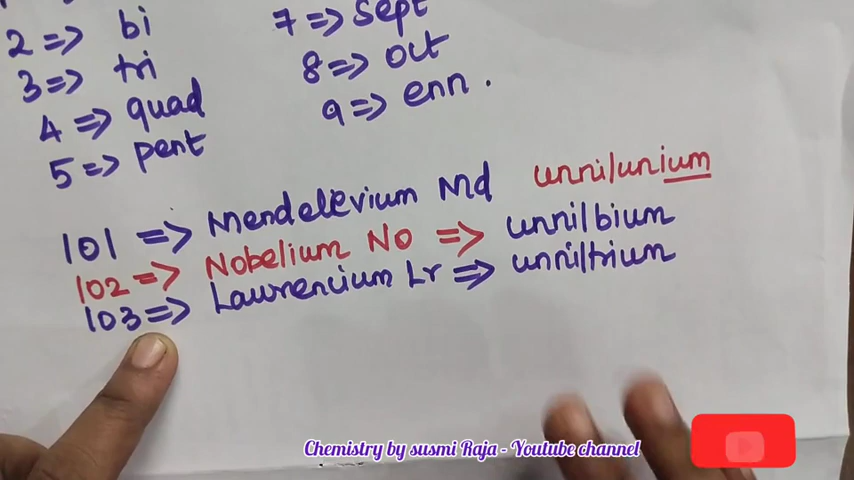 2 => bi
3 => tri
4 => quad
5 => pent
7 => sept
8 => oct
9 => enn.
101 => Mendelevium Md unnilunium
102 => Nobelium No => unnilbium
103 => Lawrencium Lr => unniltrium
Chemistry by susmi Raja - Youtube channel